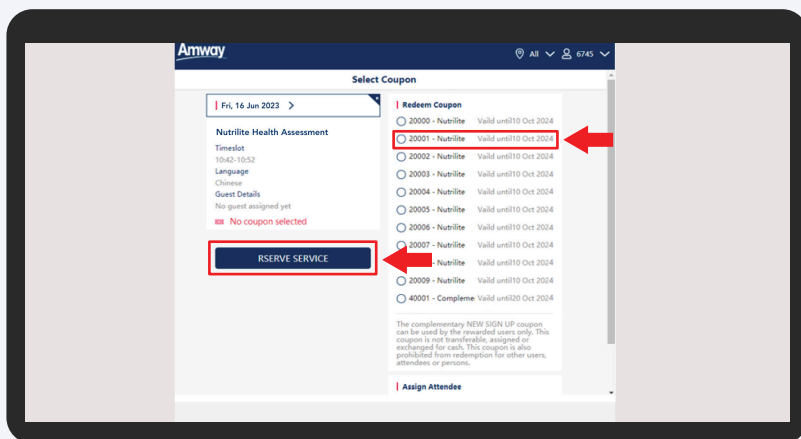 Amway
All
6745
Select Coupon
Fri, 16 Jun 2023
Nutrilite Health Assessment
Timeslot
10:42-10:52
Language
Chinese
Guest Details
No guest assigned yet
No coupon selected
RSERVE SERVICE
Redeem Coupon
20000 - Nutrilite Vaild until10 Oct 2024
20001 - Nutrilite Vaild until10 Oct 2024
20002 - Nutrilite Vaild until10 Oct 2024
20003 - Nutrilite Vaild until10 Oct 2024
20004 - Nutrilite Vaild until10 Oct 2024
20005 - Nutrilite Vaild until10 Oct 2024
20006 - Nutrilite Vaild until10 Oct 2024
20007 - Nutrilite Vaild until10 Oct 2024
- Nutrilite Vaild until10 Oct 2024
20009 - Nutrilite Vaild until10 Oct 2024
40001 - Compleme Vaild until20 Oct 2024
The complementary NEW SIGN UP coupon
can be used by the rewarded users only. This
coupon is not transferable, assigned or
exchanged for cash. This coupon is also
prohibited from redemption for other users,
attendees or persons.
Assign Attendee